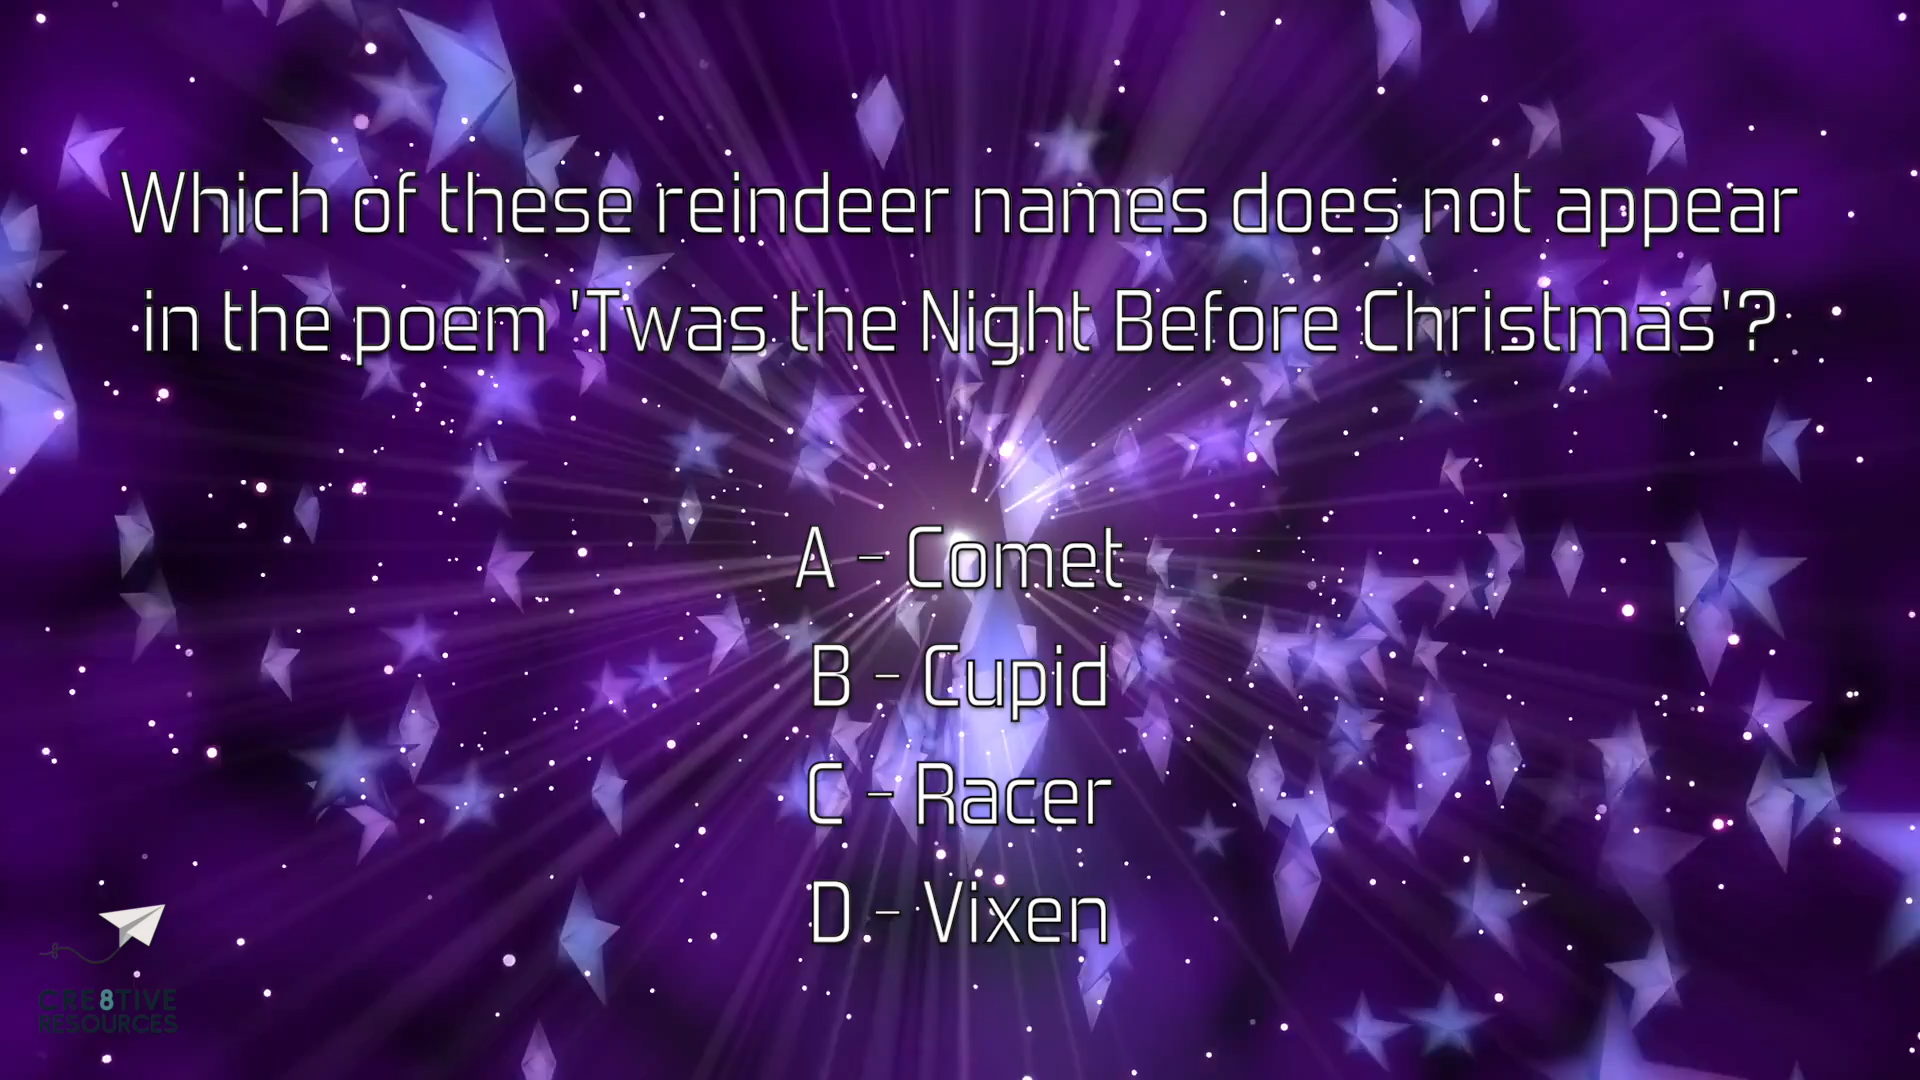 Which of these reindeer names does not appear
in the poem 'Twas the Night Before Christmas'?
A - Comet
B - Cupid
C - Racer
D - Vixen
CRE8TIVE
RESOURCES